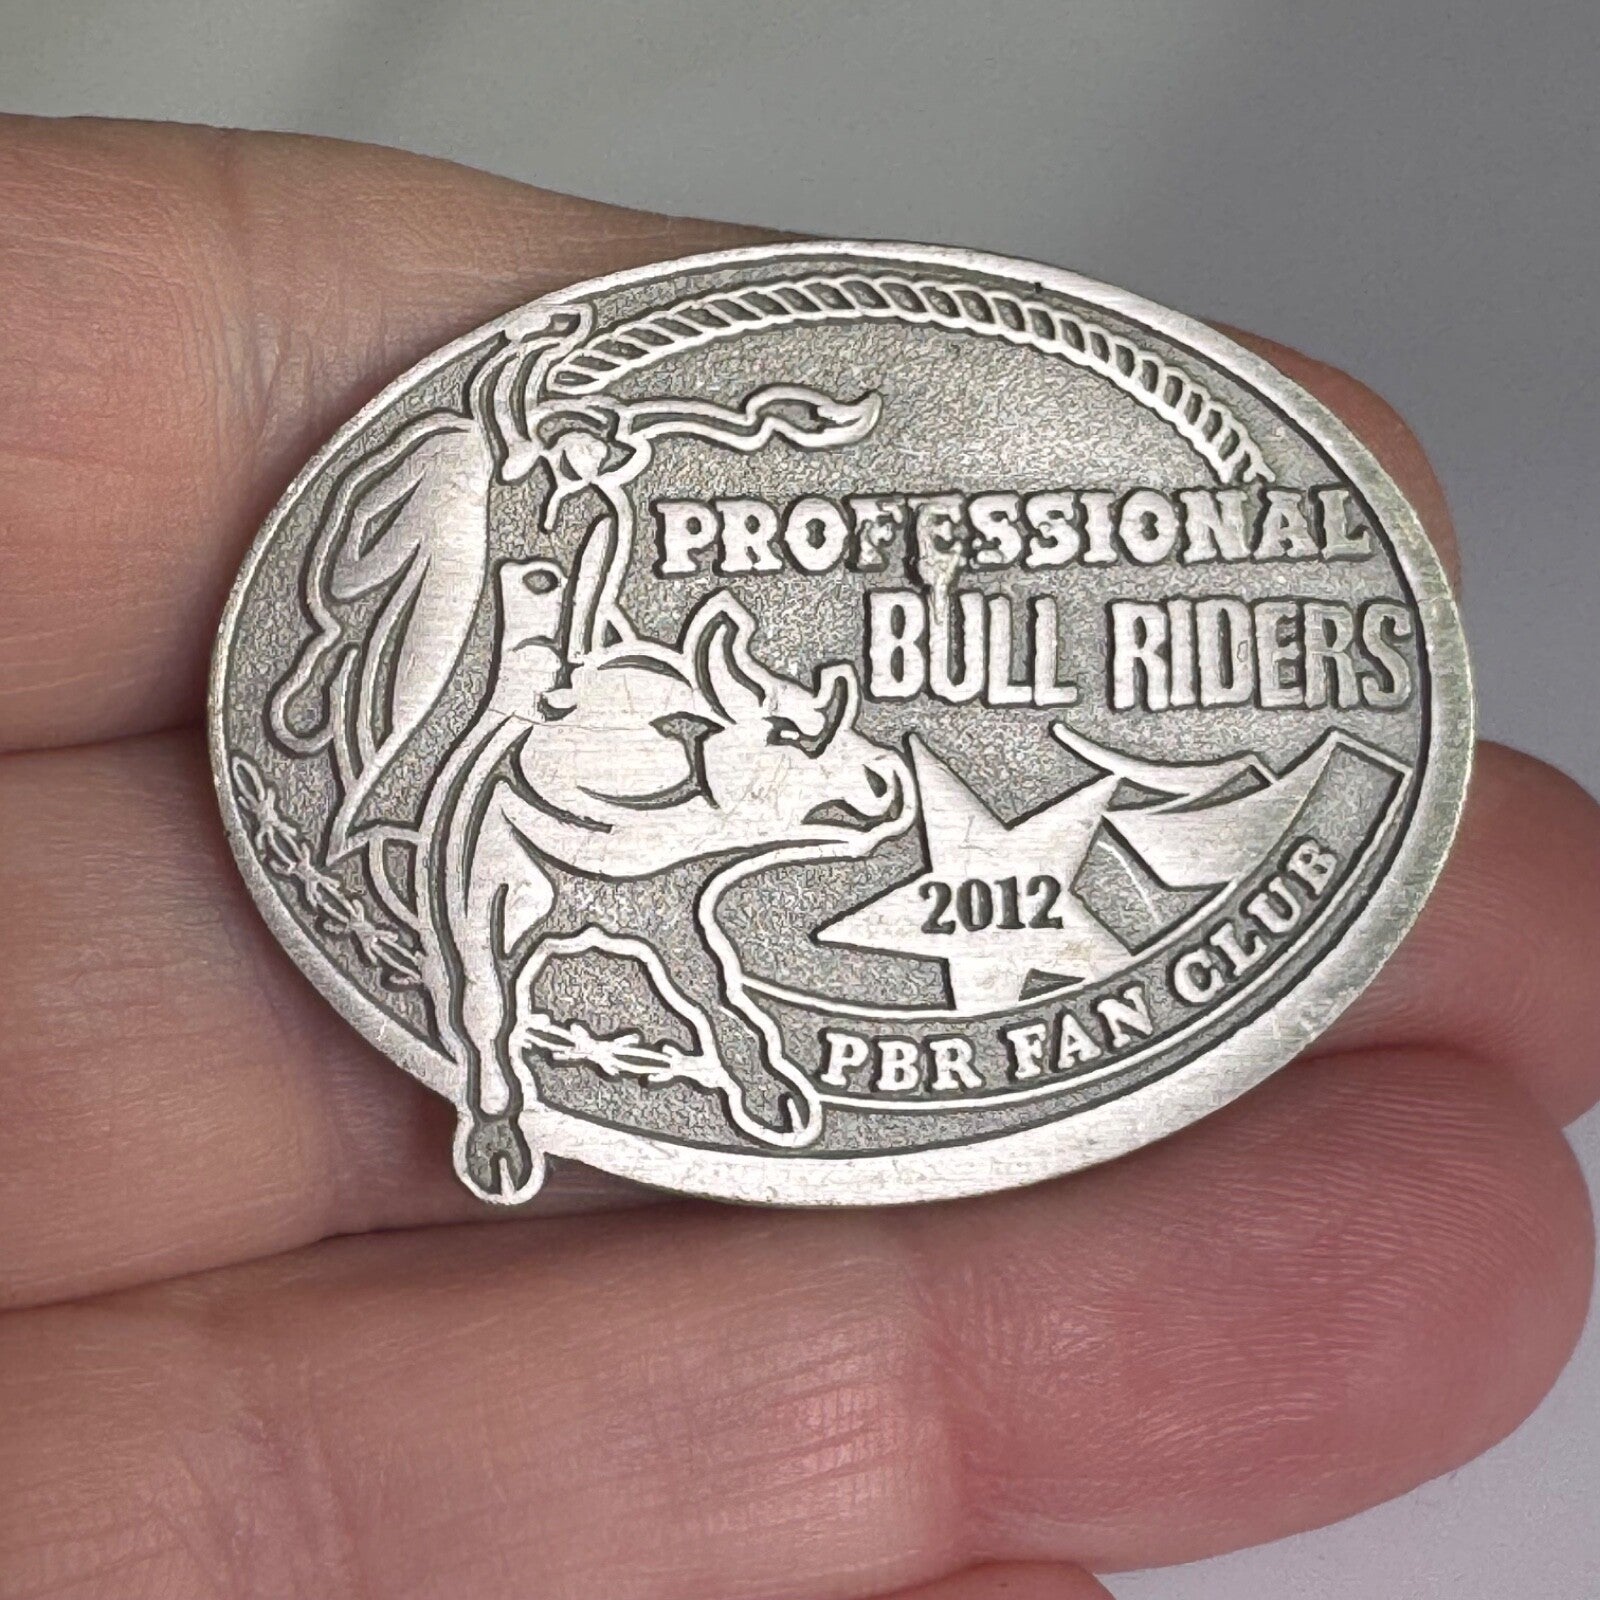 PROFESSIONAL
BULL RIDERS
2012
PBR FAN CLUB